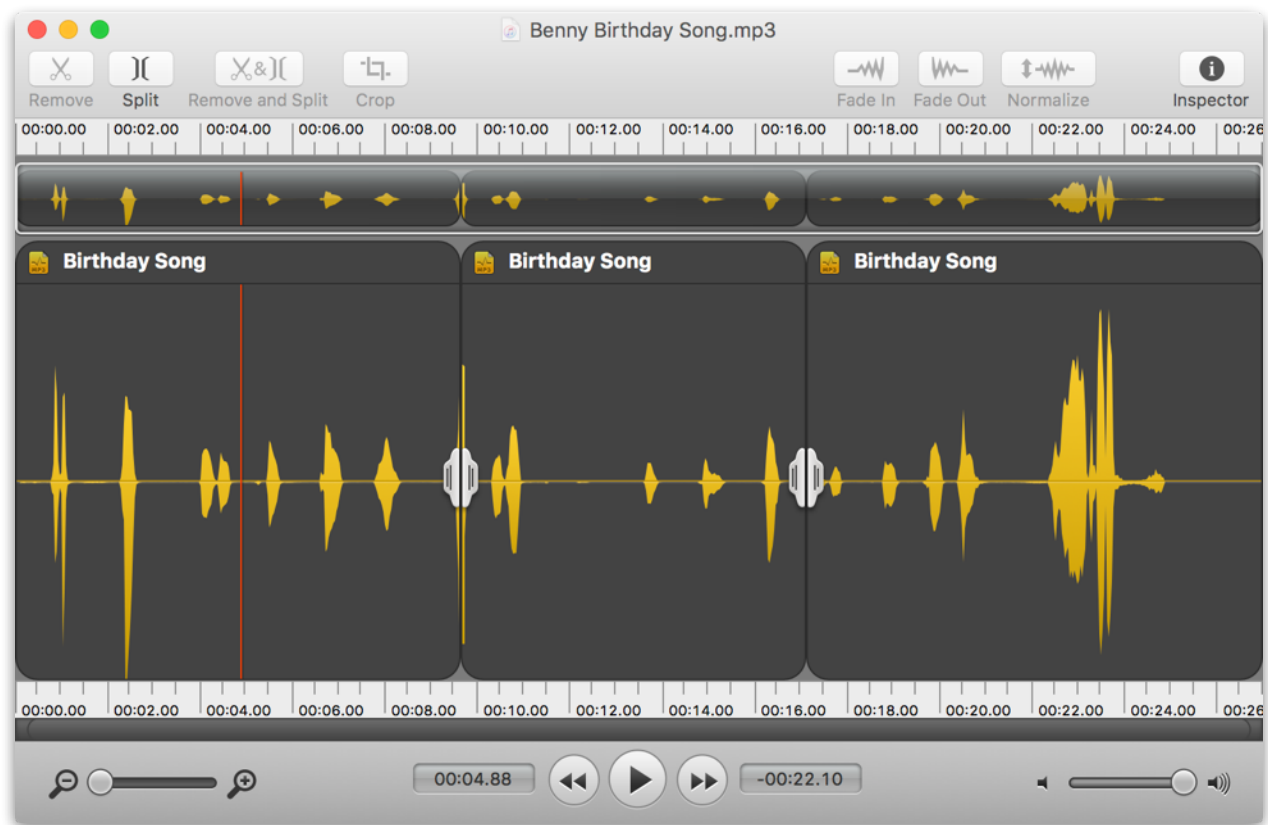 Benny Birthday Song.mp3
Remove Split Remove and Split Crop Fade In Fade Out Normalize Inspector
00:00.00 00:02.00 00:04.00 00:06.00 00:08.00 00:10.00 00:12.00 00:14.00 00:16.00 00:18.00 00:20.00 00:22.00 00:24.00 00:26
Birthday Song Birthday Song Birthday Song
00:00.00 00:02.00 00:04.00 00:06.00 00:08.00 00:10.00 00:12.00 00:14.00 00:16.00 00:18.00 00:20.00 00:22.00 00:24.00 00:26
00:04.88 -00:22.10